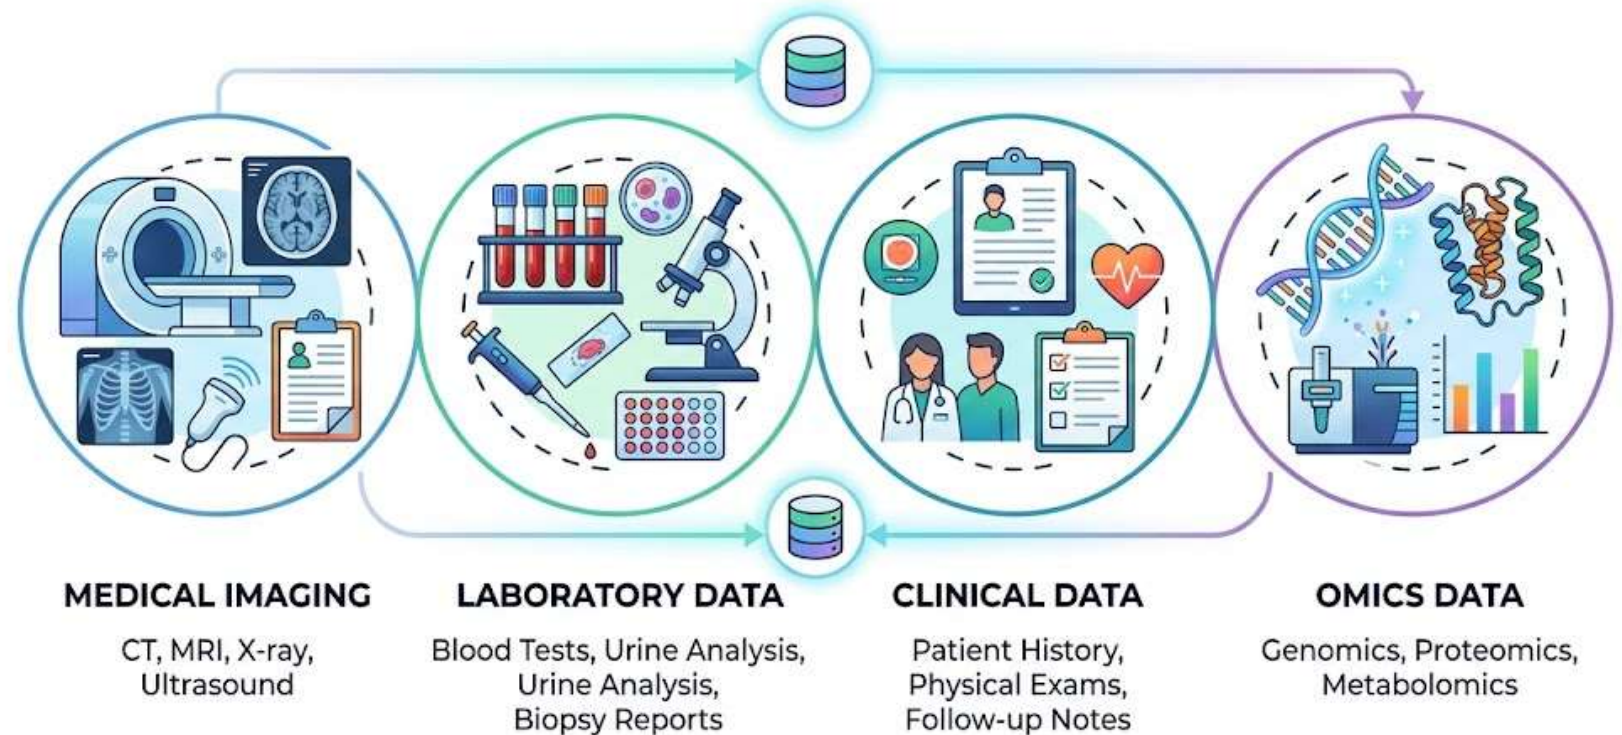 MEDICAL IMAGING
CT, MRI, X-ray,
Ultrasound
LABORATORY DATA
Blood Tests, Urine Analysis,
Urine Analysis,
Biopsy Reports
CLINICAL DATA
Patient History,
Physical Exams,
Follow-up Notes
OMICS DATA
Genomics, Proteomics,
Metabolomics